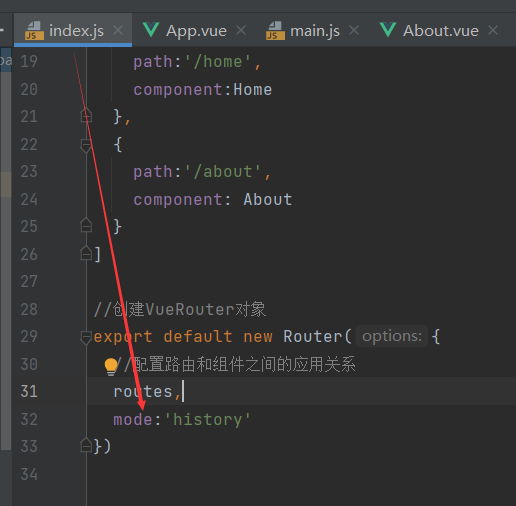 index.js App.vue main.js About.vue
19 path:'/home',
20 component:Home
21 },
22 {
23 path:'/about',
24 component: About
25 }
26 ]
27
28 //创建VueRouter对象
29 export default new Router( options: {
30 //配置路由和组件之间的应用关系
31 routes,
32 mode:'history'
33 })
34